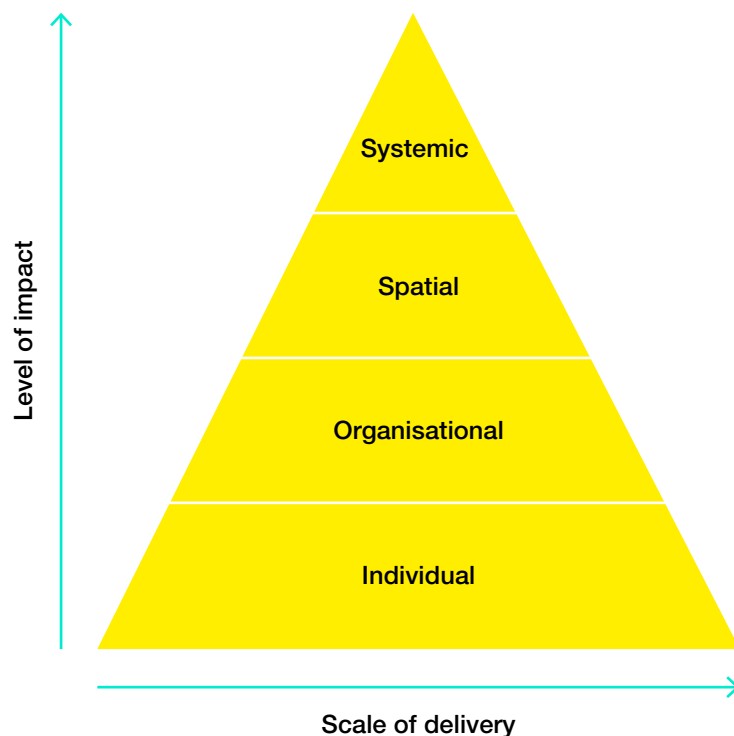 Systemic
Spatial
Organisational
Individual
Level of impact
Scale of delivery